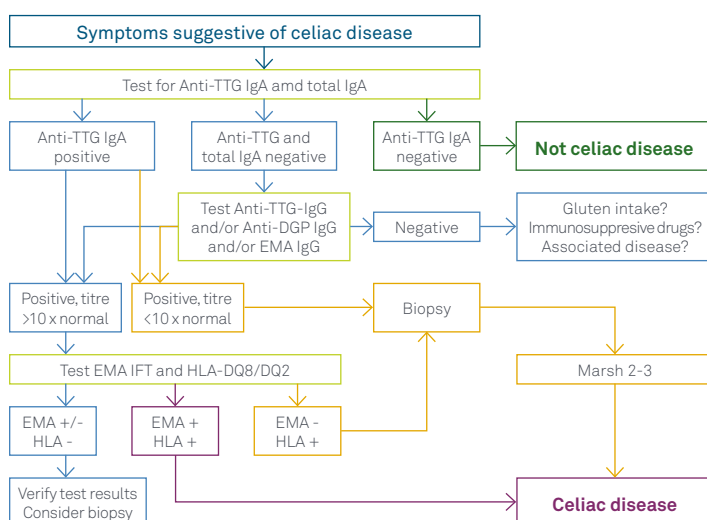 Symptoms suggestive of celiac disease
Test for Anti-TTG IgA amd total IgA
Anti-TTG IgA
positive
Anti-TTG and
total IgA negative
Anti-TTG IgA
negative
Not celiac disease
Test Anti-TTG-IgG
and/or Anti-DGP IgG
and/or EMA IgG
Negative
Gluten intake?
Immunosuppresive drugs?
Associated disease?
Positive, titre
>10 x normal
Positive, titre
<10 x normal
Biopsy
Test EMA IFT and HLA-DQ8/DQ2
Marsh 2-3
EMA +/-
HLA -
EMA +
HLA +
EMA -
HLA +
Verify test results
Consider biopsy
Celiac disease